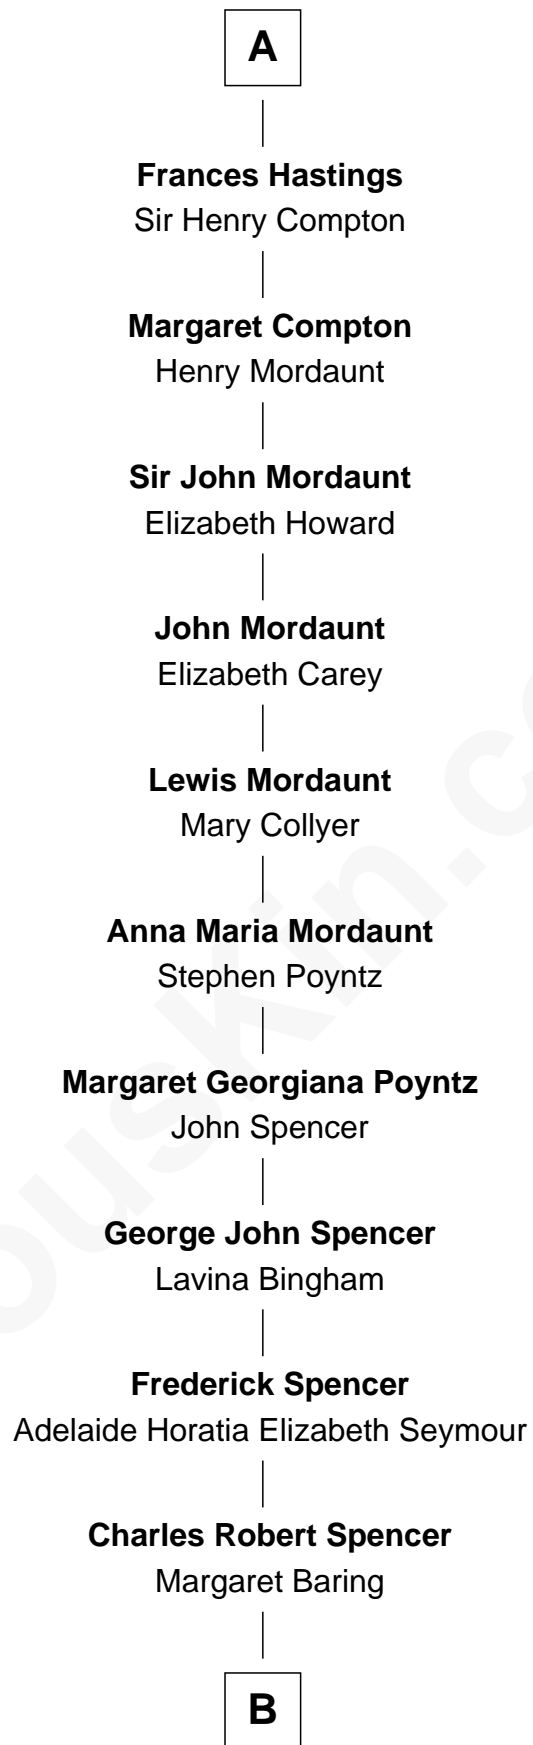 A
Frances Hastings
Sir Henry Compton
Margaret Compton
Henry Mordaunt
Sir John Mordaunt
Elizabeth Howard
John Mordaunt
Elizabeth Carey
Lewis Mordaunt
Mary Collyer
Anna Maria Mordaunt
Stephen Poyntz
Margaret Georgiana Poyntz
John Spencer
George John Spencer
Lavina Bingham
Frederick Spencer
Adelaide Horatia Elizabeth Seymour
Charles Robert Spencer
Margaret Baring
B